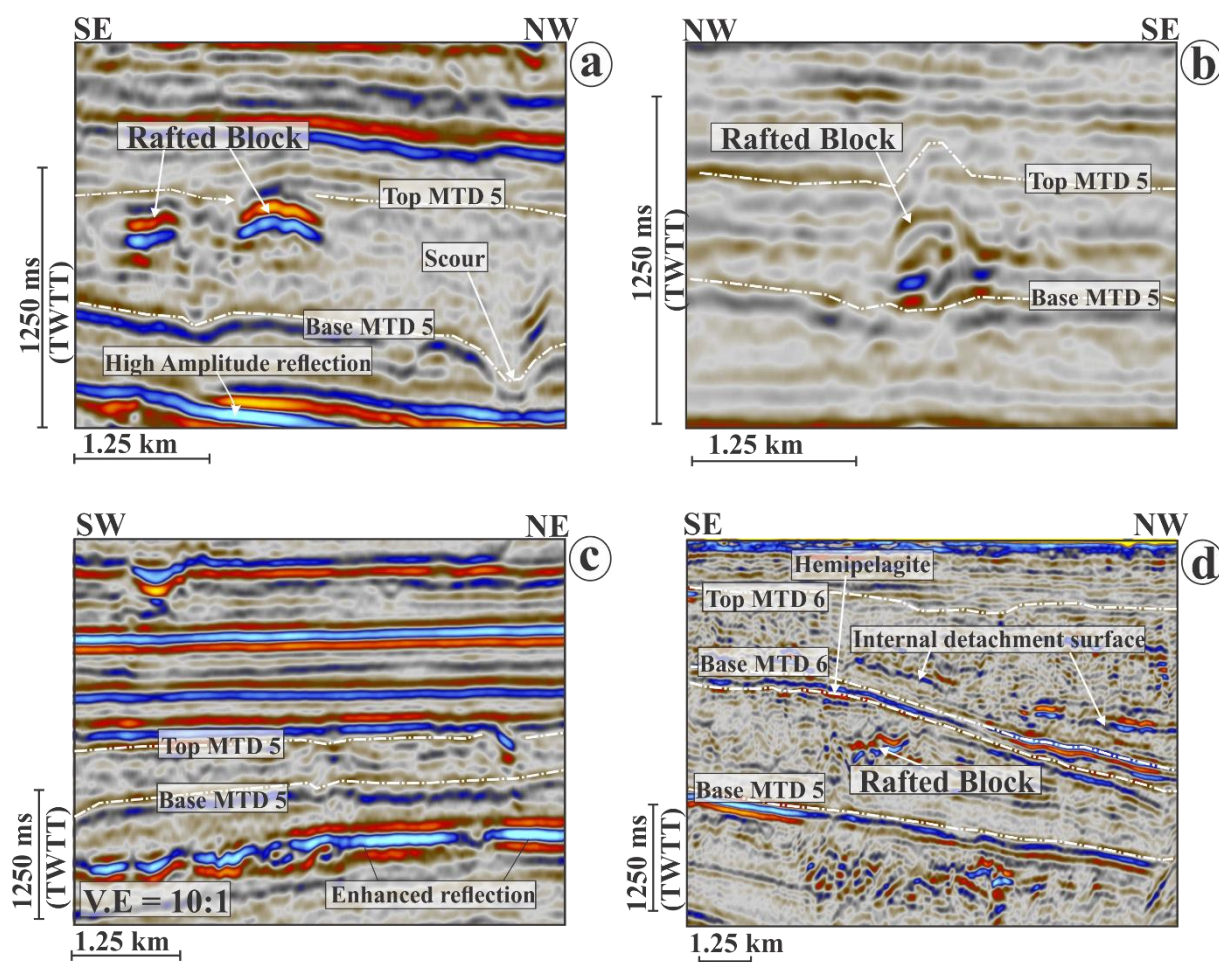 SE NW
a
Rafted Block
Top MTD 5
Scour
Base MTD 5
High Amplitude reflection
1250 ms
(TWTT)
1.25 km
NW SE
b
Rafted Block
Top MTD 5
Base MTD 5
1250 ms
(TWTT)
1.25 km
SW NE
c
Top MTD 5
Base MTD 5
Enhanced reflection
V.E = 10:1
1250 ms
(TWTT)
1.25 km
SE NW
d
Hemipelagite
Top MTD 6
Internal detachment surface
Base MTD 6
Rafted Block
Base MTD 5
1250 ms
(TWTT)
1.25 km